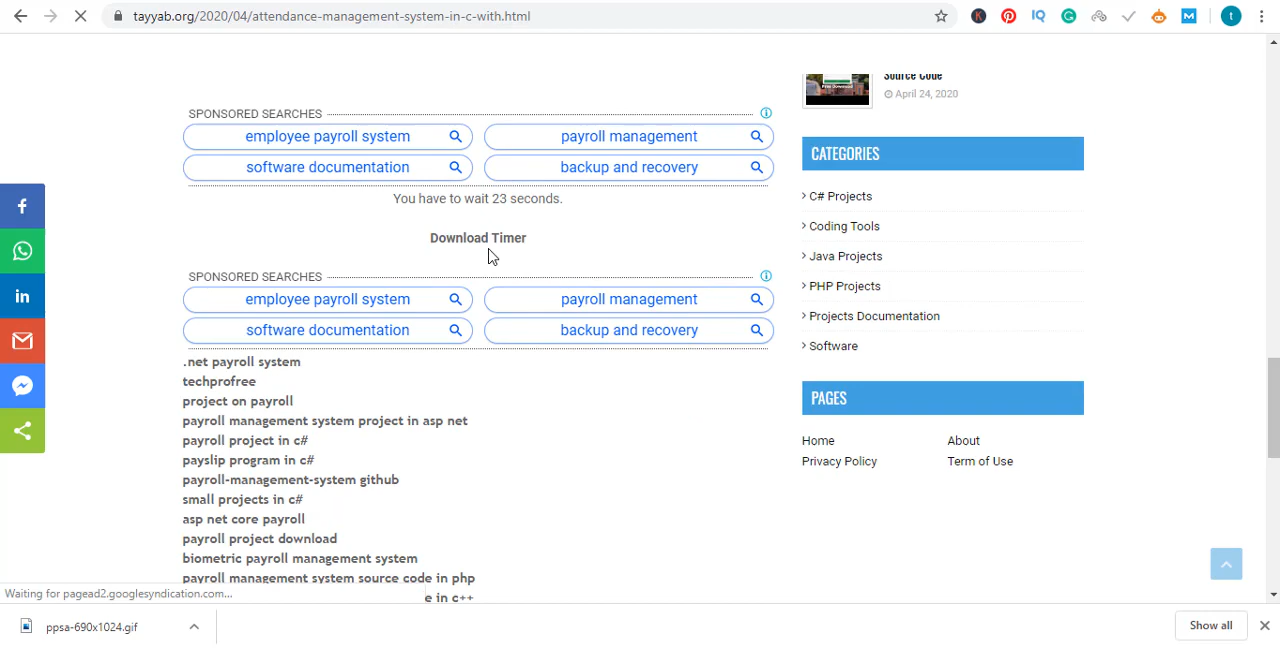 tayyab.org/2020/04/attendance-management-system-in-c-with.html
K
IQ
G
M
t
SPONSORED SEARCHES
employee payroll system
payroll management
software documentation
backup and recovery
You have to wait 23 seconds.
Download Timer
SPONSORED SEARCHES
employee payroll system
payroll management
software documentation
backup and recovery
.net payroll system
techprofree
project on payroll
payroll management system project in asp net
payroll project in c#
payslip program in c#
payroll-management-system github
small projects in c#
asp net core payroll
payroll project download
biometric payroll management system
payroll management system source code in php
e in c++
Source Code
April 24, 2020
CATEGORIES
C# Projects
Coding Tools
Java Projects
PHP Projects
Projects Documentation
Software
PAGES
Home
About
Privacy Policy
Term of Use
Waiting for pagead2.googlesyndication.com...
ppsa-690x1024.gif
Show all